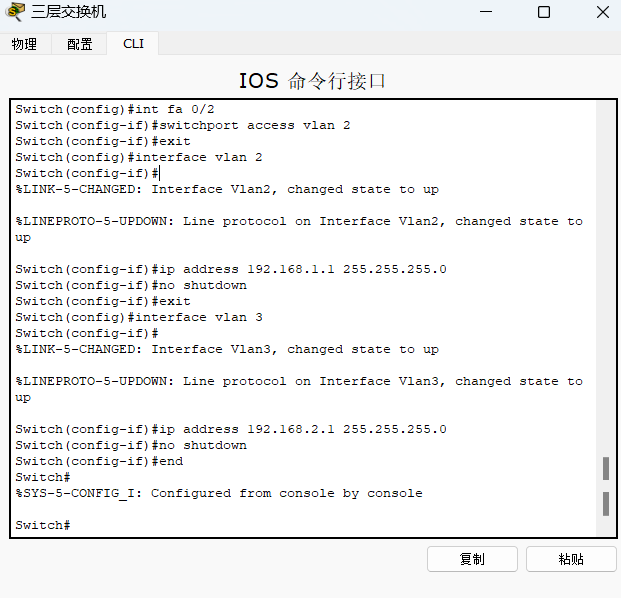 三层交换机
物理 配置 CLI
IOS 命令行接口
Switch(config)#int fa 0/2
Switch(config-if)#switchport access vlan 2
Switch(config-if)#exit
Switch(config)#interface vlan 2
Switch(config-if)#
%LINK-5-CHANGED: Interface Vlan2, changed state to up
%LINEPROTO-5-UPDOWN: Line protocol on Interface Vlan2, changed state to
up
Switch(config-if)#ip address 192.168.1.1 255.255.255.0
Switch(config-if)#no shutdown
Switch(config-if)#exit
Switch(config)#interface vlan 3
Switch(config-if)#
%LINK-5-CHANGED: Interface Vlan3, changed state to up
%LINEPROTO-5-UPDOWN: Line protocol on Interface Vlan3, changed state to
up
Switch(config-if)#ip address 192.168.2.1 255.255.255.0
Switch(config-if)#no shutdown
Switch(config-if)#end
Switch#
%SYS-5-CONFIG_I: Configured from console by console
Switch#
复制 粘贴